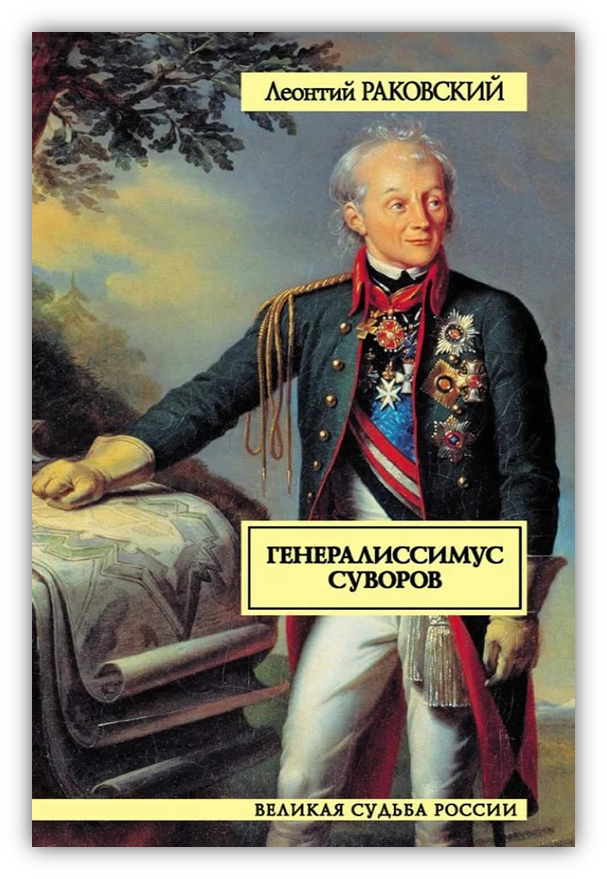 Леонтий РАКОВСКИЙ
ГЕНЕРАЛИССИМУС
СУВОРОВ
ВЕЛИКАЯ СУДЬБА РОССИИ